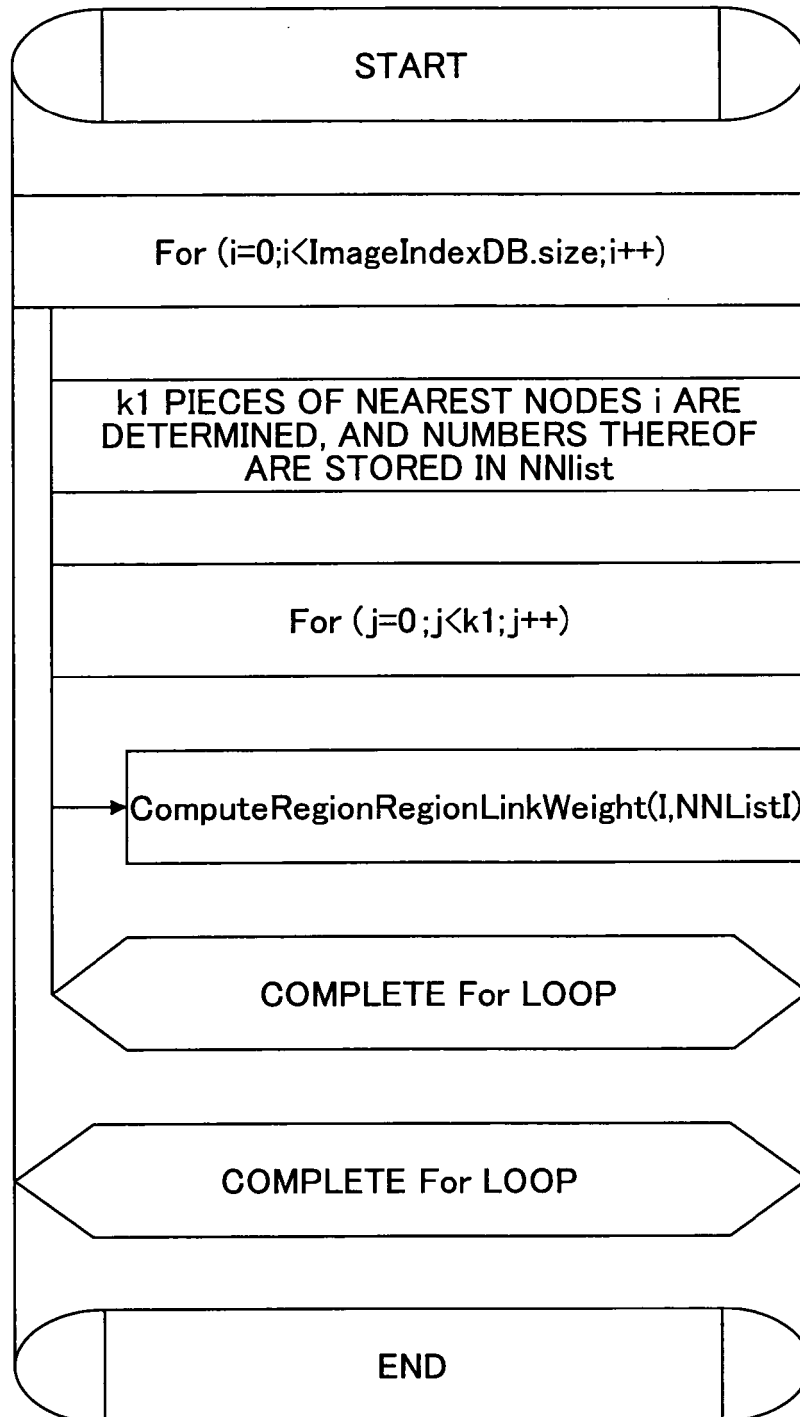 START
For (i=0;i<ImageIndexDB.size;i++)
k1 PIECES OF NEAREST NODES i ARE
DETERMINED, AND NUMBERS THEREOF
ARE STORED IN NNlist
For (j=0;j<k1;j++)
ComputeRegionRegionLinkWeight(I,NNListI)
COMPLETE For LOOP
COMPLETE For LOOP
END